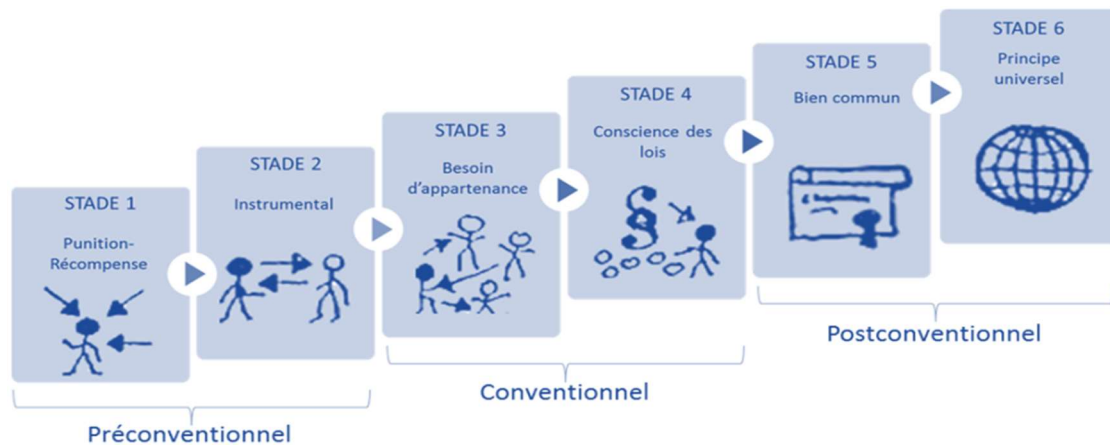 STADE 1
Punition-
Récompense
STADE 2
Instrumental
STADE 3
Besoin
d'appartenance
STADE 4
Conscience des
lois
STADE 5
Bien commun
STADE 6
Principe
universel
Préconventionnel
Conventionnel
Postconventionnel